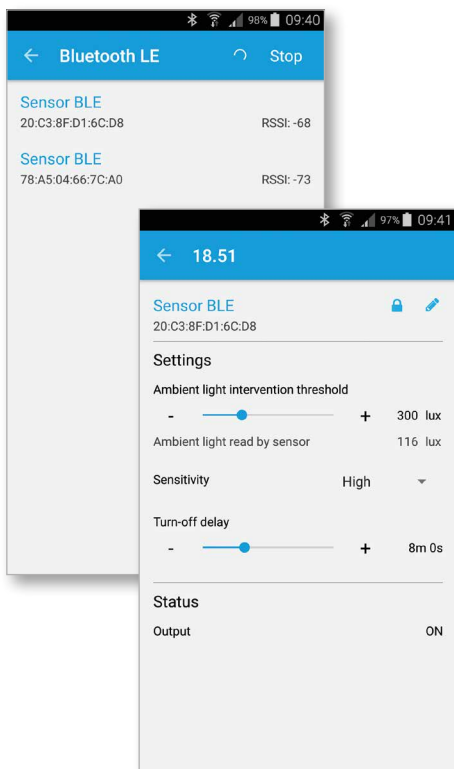 98% 09:40
Bluetooth LE Stop
Sensor BLE
20:C3:8F:D1:6C:D8 RSSI: -68
Sensor BLE
78:A5:04:66:7C:A0 RSSI: -73
97% 09:41
18.51
Sensor BLE
20:C3:8F:D1:6C:D8
Settings
Ambient light intervention threshold
- + 300 lux
Ambient light read by sensor 116 lux
Sensitivity High
Turn-off delay
- + 8m 0s
Status
Output ON